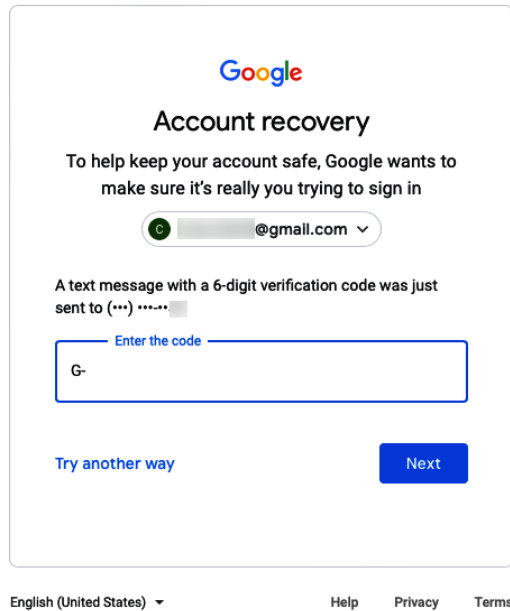 Google
Account recovery
To help keep your account safe, Google wants to
make sure it's really you trying to sign in
C @gmail.com
A text message with a 6-digit verification code was just
sent to (•••) •••-••
Enter the code
G-
Try another way
Next
English (United States)
Help Privacy Terms